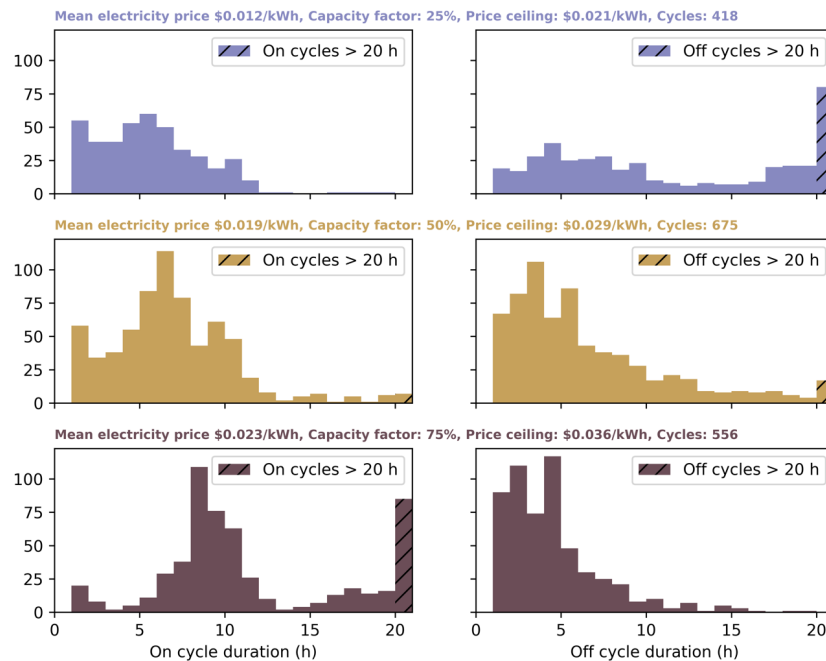 Mean electricity price $0.012/kWh, Capacity factor: 25%, Price ceiling: $0.021/kWh, Cycles: 418
On cycles > 20 h
Off cycles > 20 h
100
75
50
25
0
Mean electricity price $0.019/kWh, Capacity factor: 50%, Price ceiling: $0.029/kWh, Cycles: 675
On cycles > 20 h
Off cycles > 20 h
100
75
50
25
0
Mean electricity price $0.023/kWh, Capacity factor: 75%, Price ceiling: $0.036/kWh, Cycles: 556
On cycles > 20 h
Off cycles > 20 h
100
75
50
25
0
0 5 10 15 20
0 5 10 15 20
On cycle duration (h)
Off cycle duration (h)